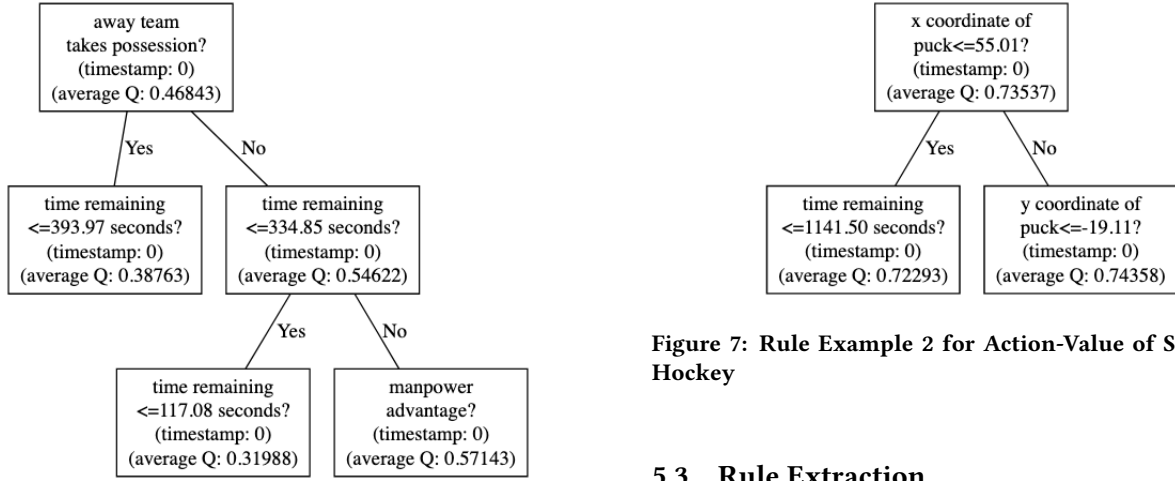 away team
takes possession?
(timestamp: 0)
(average Q: 0.46843)
Yes
No
time remaining
<=393.97 seconds?
(timestamp: 0)
(average Q: 0.38763)
time remaining
<=334.85 seconds?
(timestamp: 0)
(average Q: 0.54622)
Yes
No
time remaining
<=117.08 seconds?
(timestamp: 0)
(average Q: 0.31988)
manpower
advantage?
(timestamp: 0)
(average Q: 0.57143)
x coordinate of
puck<=55.01?
(timestamp: 0)
(average Q: 0.73537)
Yes
No
time remaining
<=1141.50 seconds?
(timestamp: 0)
(average Q: 0.72293)
y coordinate of
puck<=-19.11?
(timestamp: 0)
(average Q: 0.74358)
Figure 7: Rule Example 2 for Action-Value of S
Hockey
5.3 Rule Extraction